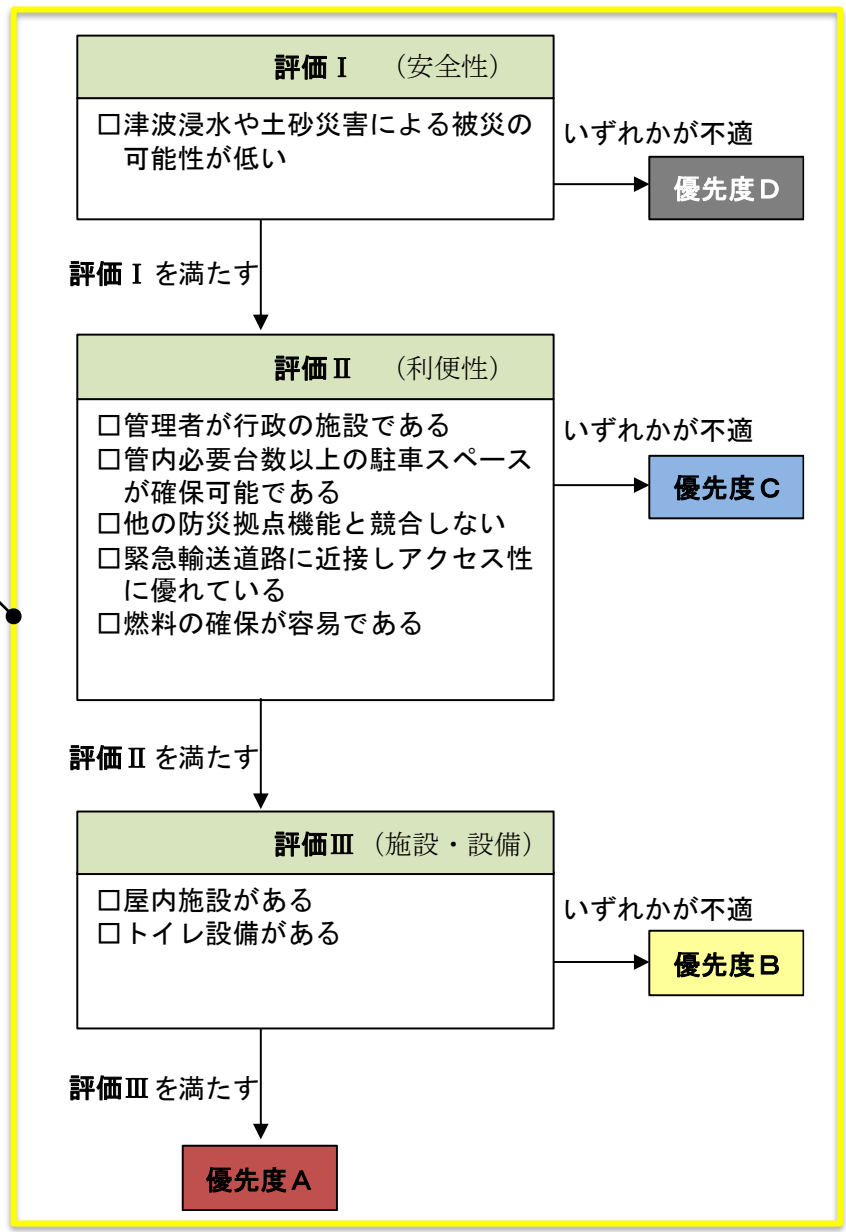 評価Ⅰ （安全性）
□津波浸水や土砂災害による被災の
可能性が低い
いずれかが不適
優先度Ｄ
評価Ⅰを満たす
評価Ⅱ （利便性）
□管理者が行政の施設である
□管内必要台数以上の駐車スペース
が確保可能である
□他の防災拠点機能と競合しない
□緊急輸送道路に近接しアクセス性
に優れている
□燃料の確保が容易である
いずれかが不適
優先度Ｃ
評価Ⅱを満たす
評価Ⅲ（施設・設備）
□屋内施設がある
□トイレ設備がある
いずれかが不適
優先度Ｂ
評価Ⅲを満たす
優先度Ａ